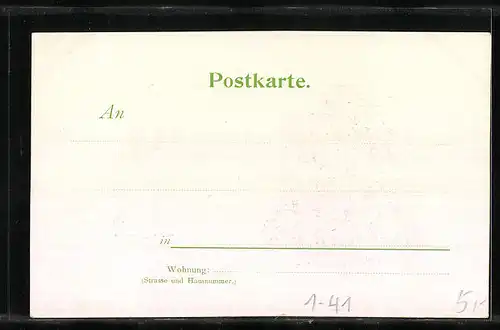 Postkarte.
An
in
Wohnung:
(Strasse und Hausnummer.)
1-41 5,-